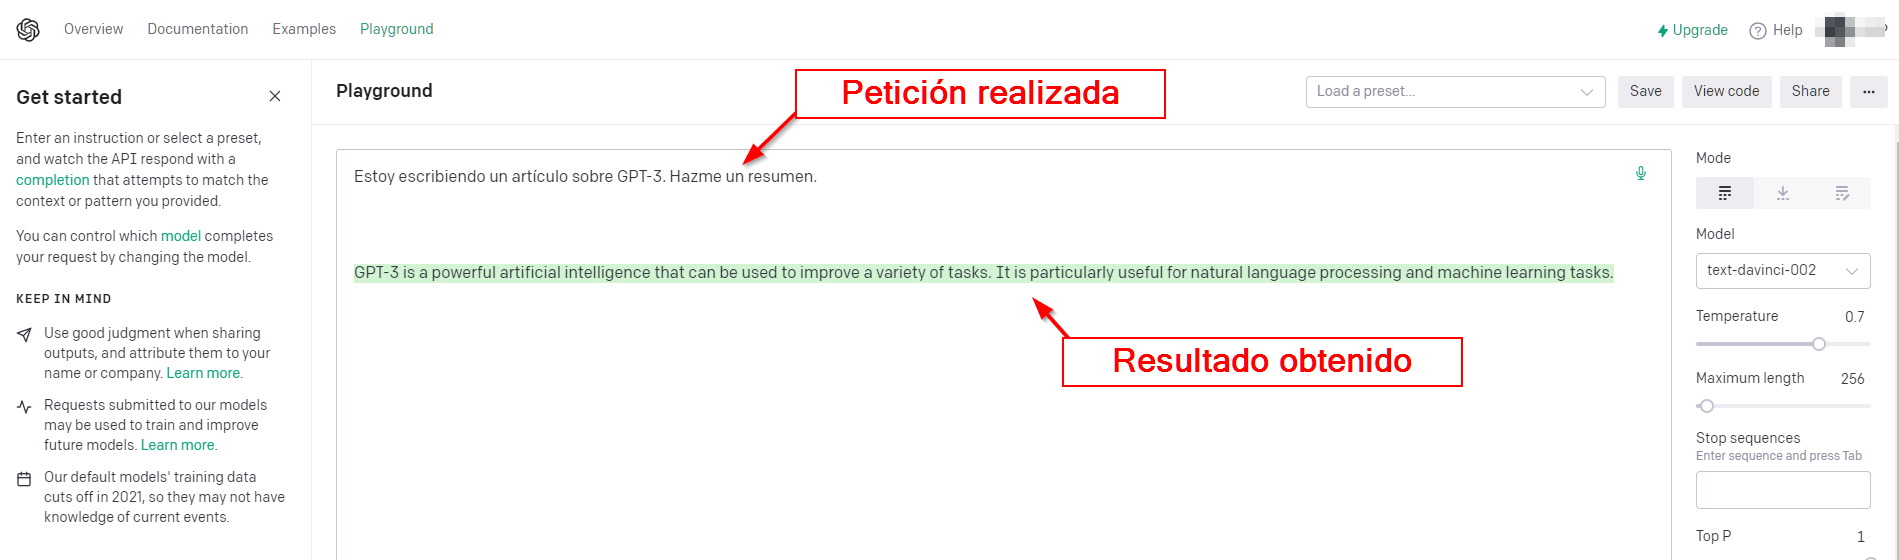 Overview Documentation Examples Playground
Upgrade Help
Get started
Enter an instruction or select a preset,
and watch the API respond with a
completion that attempts to match the
context or pattern you provided.
You can control which model completes
your request by changing the model.
KEEP IN MIND
Use good judgment when sharing
outputs, and attribute them to your
name or company. Learn more.
Requests submitted to our models
may be used to train and improve
future models. Learn more.
Our default models' training data
cuts off in 2021, so they may not have
knowledge of current events.
Playground
Petición realizada
Load a preset...
Save
View code
Share
Estoy escribiendo un artículo sobre GPT-3. Hazme un resumen.
GPT-3 is a powerful artificial intelligence that can be used to improve a variety of tasks. It is particularly useful for natural language processing and machine learning tasks.
Resultado obtenido
Mode
Model
text-davinci-002
Temperature 0.7
Maximum length 256
Stop sequences
Enter sequence and press Tab
Top P 1